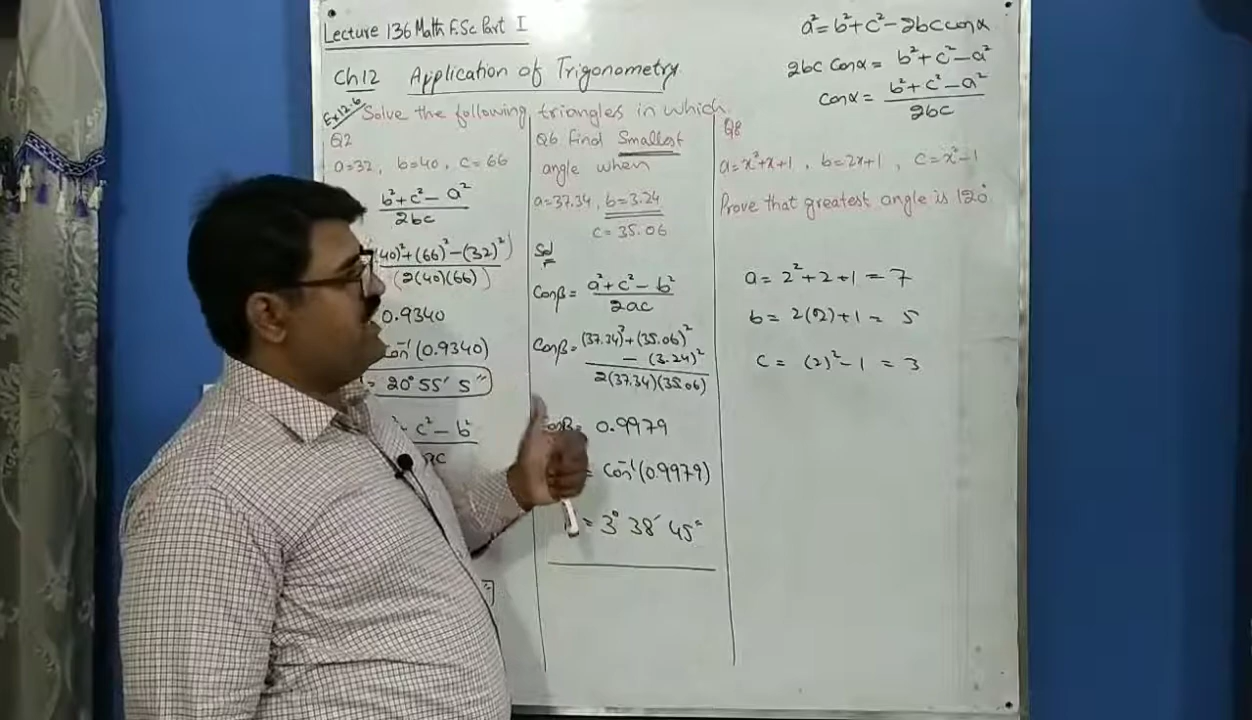 Lecture 136 Math F.Sc Part I
Ch 12 Application of Trigonometry
a² = b² + c² - 2bc cosα
2bc cosα = b² + c² - a²
cosα = (b² + c² - a²) / 2bc
Ex 12.6 Solve the following triangles in which
Q2
a=32, b=40, c=66
(b² + c² - a²) / 2bc
(40)² + (66)² - (32)² / (2(40)(66))
0.9340
cos⁻¹ (0.9340)
= 20° 55′ 5″
c² - b²
Q6 Find Smallest
angle when
a=37.34, b=3.24
c=35.06
Sol
Cosβ = (a² + c² - b²) / 2ac
Cosβ = (37.34)² + (35.06)²
- (3.24)²
2(37.34)(35.06)
Cosβ = 0.9979
= Cos⁻¹ (0.9979)
= 3° 38′ 45″
Q8
a = x²+x+1, b=2x+1, c=x²-1
Prove that greatest angle is 120°
a = 2² + 2 + 1 = 7
b = 2(2) + 1 = 5
c = (2)² - 1 = 3